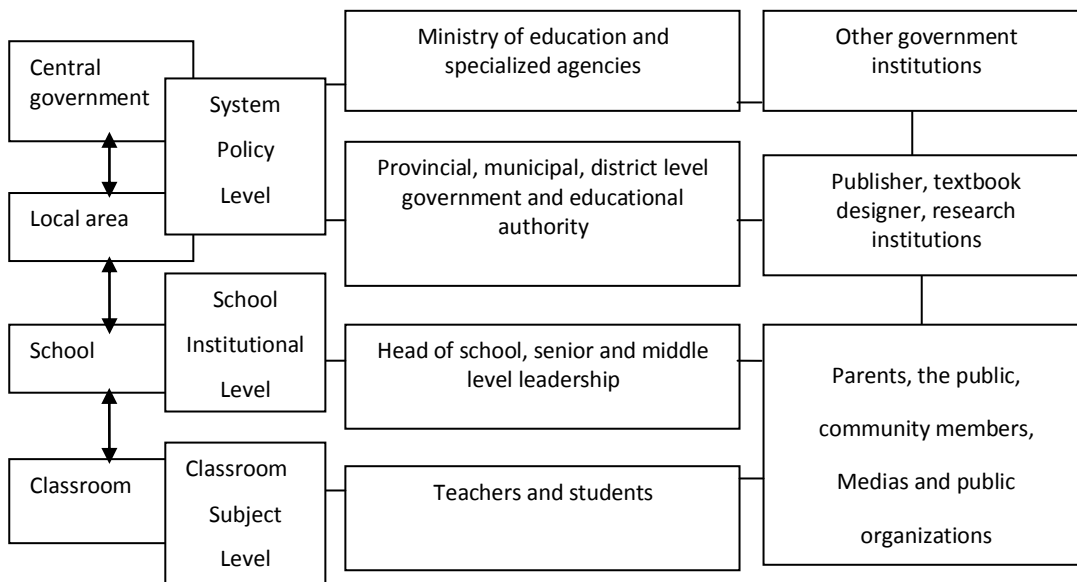 Central
government
System
Policy
Level
Ministry of education and
specialized agencies
Other government
institutions
Local area
Provincial, municipal, district level
government and educational
authority
Publisher, textbook
designer, research
institutions
School
School
Institutional
Level
Head of school, senior and middle
level leadership
Parents, the public,
community members,
Medias and public
organizations
Classroom
Classroom
Subject
Level
Teachers and students